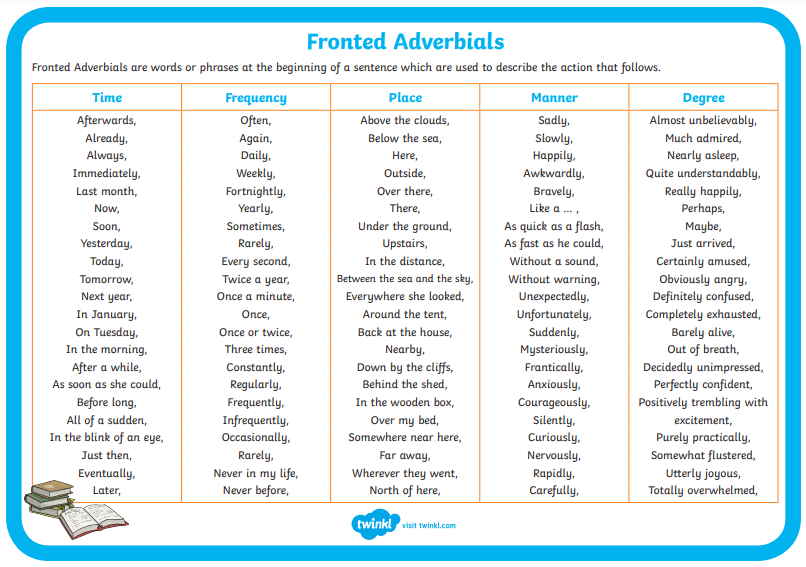 Fronted Adverbials
Fronted Adverbials are words or phrases at the beginning of a sentence which are used to describe the action that follows.
Time Frequency Place Manner Degree
Afterwards, Often, Above the clouds, Sadly, Almost unbelievably,
Already, Again, Below the sea, Slowly, Much admired,
Always, Daily, Here, Happily, Nearly asleep,
Immediately, Weekly, Outside, Awkwardly, Quite understandably,
Last month, Fortnightly, Over there, Bravely, Really happily,
Now, Yearly, There, Like a ... , Perhaps,
Soon, Sometimes, Under the ground, As quick as a flash, Maybe,
Yesterday, Rarely, Upstairs, As fast as he could, Just arrived,
Today, Every second, In the distance, Without a sound, Certainly amused,
Tomorrow, Twice a year, Between the sea and the sky, Without warning, Obviously angry,
Next year, Once a minute, Everywhere she looked, Unexpectedly, Definitely confused,
In January, Once, Around the tent, Unfortunately, Completely exhausted,
On Tuesday, Once or twice, Back at the house, Suddenly, Barely alive,
In the morning, Three times, Nearby, Mysteriously, Out of breath,
After a while, Constantly, Down by the cliffs, Frantically, Decidedly unimpressed,
As soon as she could, Regularly, Behind the shed, Anxiously, Perfectly confident,
Before long, Frequently, In the wooden box, Courageously, Positively trembling with
All of a sudden, Infrequently, Over my bed, Silently, excitement,
In the blink of an eye, Occasionally, Somewhere near here, Curiously, Purely practically,
Just then, Rarely, Far away, Nervously, Somewhat flustered,
Eventually, Never in my life, Wherever they went, Rapidly, Utterly joyous,
Later, Never before, North of here, Carefully, Totally overwhelmed,
twinkl visit twinkl.com